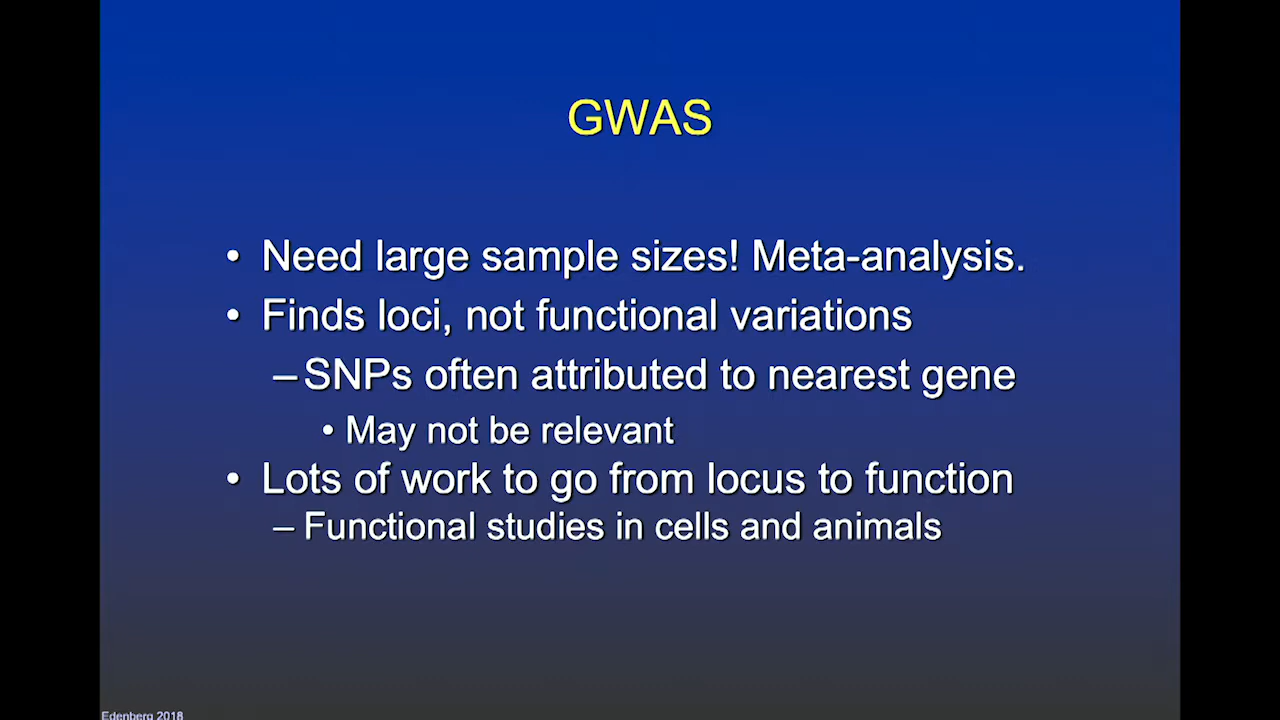 GWAS
• Need large sample sizes! Meta-analysis.
• Finds loci, not functional variations
–SNPs often attributed to nearest gene
• May not be relevant
• Lots of work to go from locus to function
– Functional studies in cells and animals
Edenberg 2018